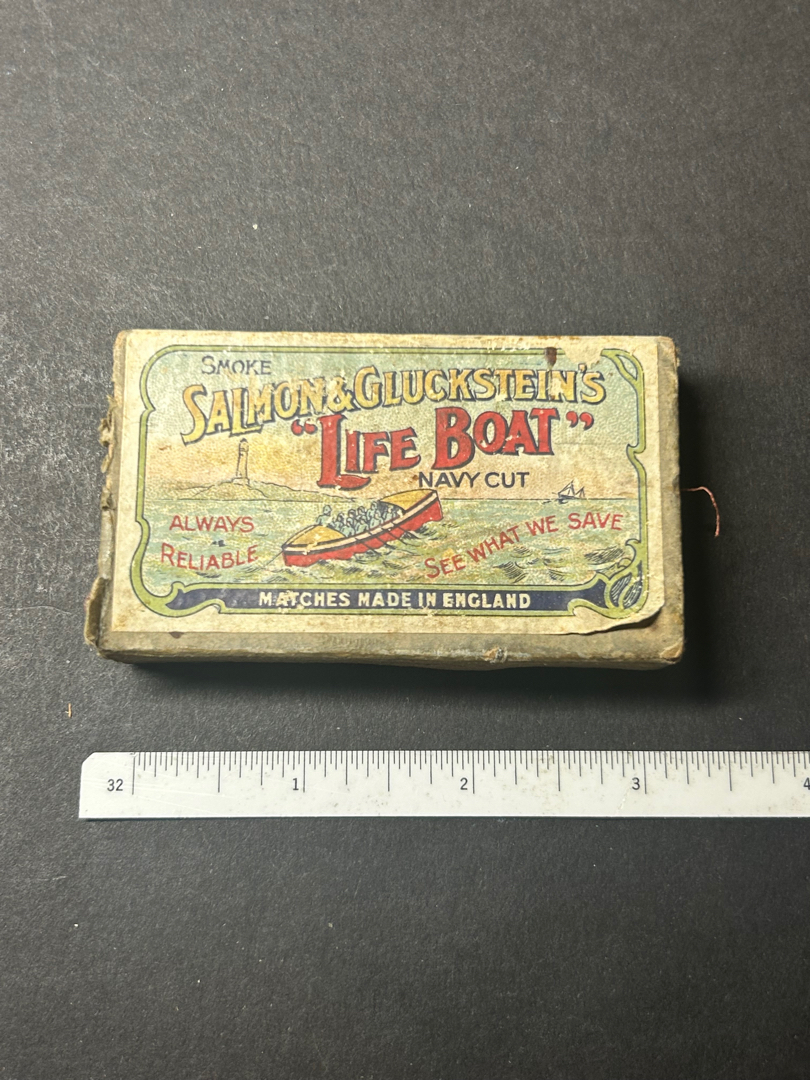 SMOKE
SALMON & GLUCKSTEIN'S
"LIFE BOAT"
NAVY CUT
ALWAYS
RELIABLE
SEE WHAT WE SAVE
MATCHES MADE IN ENGLAND
32 1 2 3 4